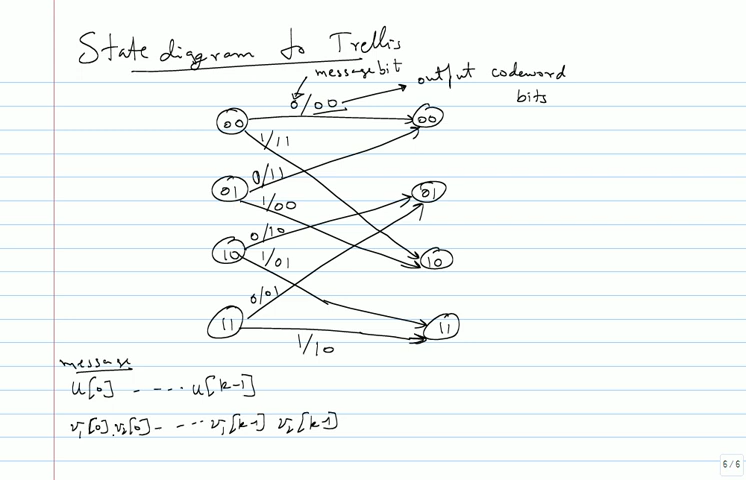 State diagram to Trellis
message bit
output codeword
bits
0/00
00
00
1/11
0/11
01
01
1/00
0/10
10
10
1/01
0/01
11
11
1/10
message
u[0] - - - - . u[k-1]
v₁[0] v₂[0] - - - - v₁[k-1] v₂[k-1]
6/6